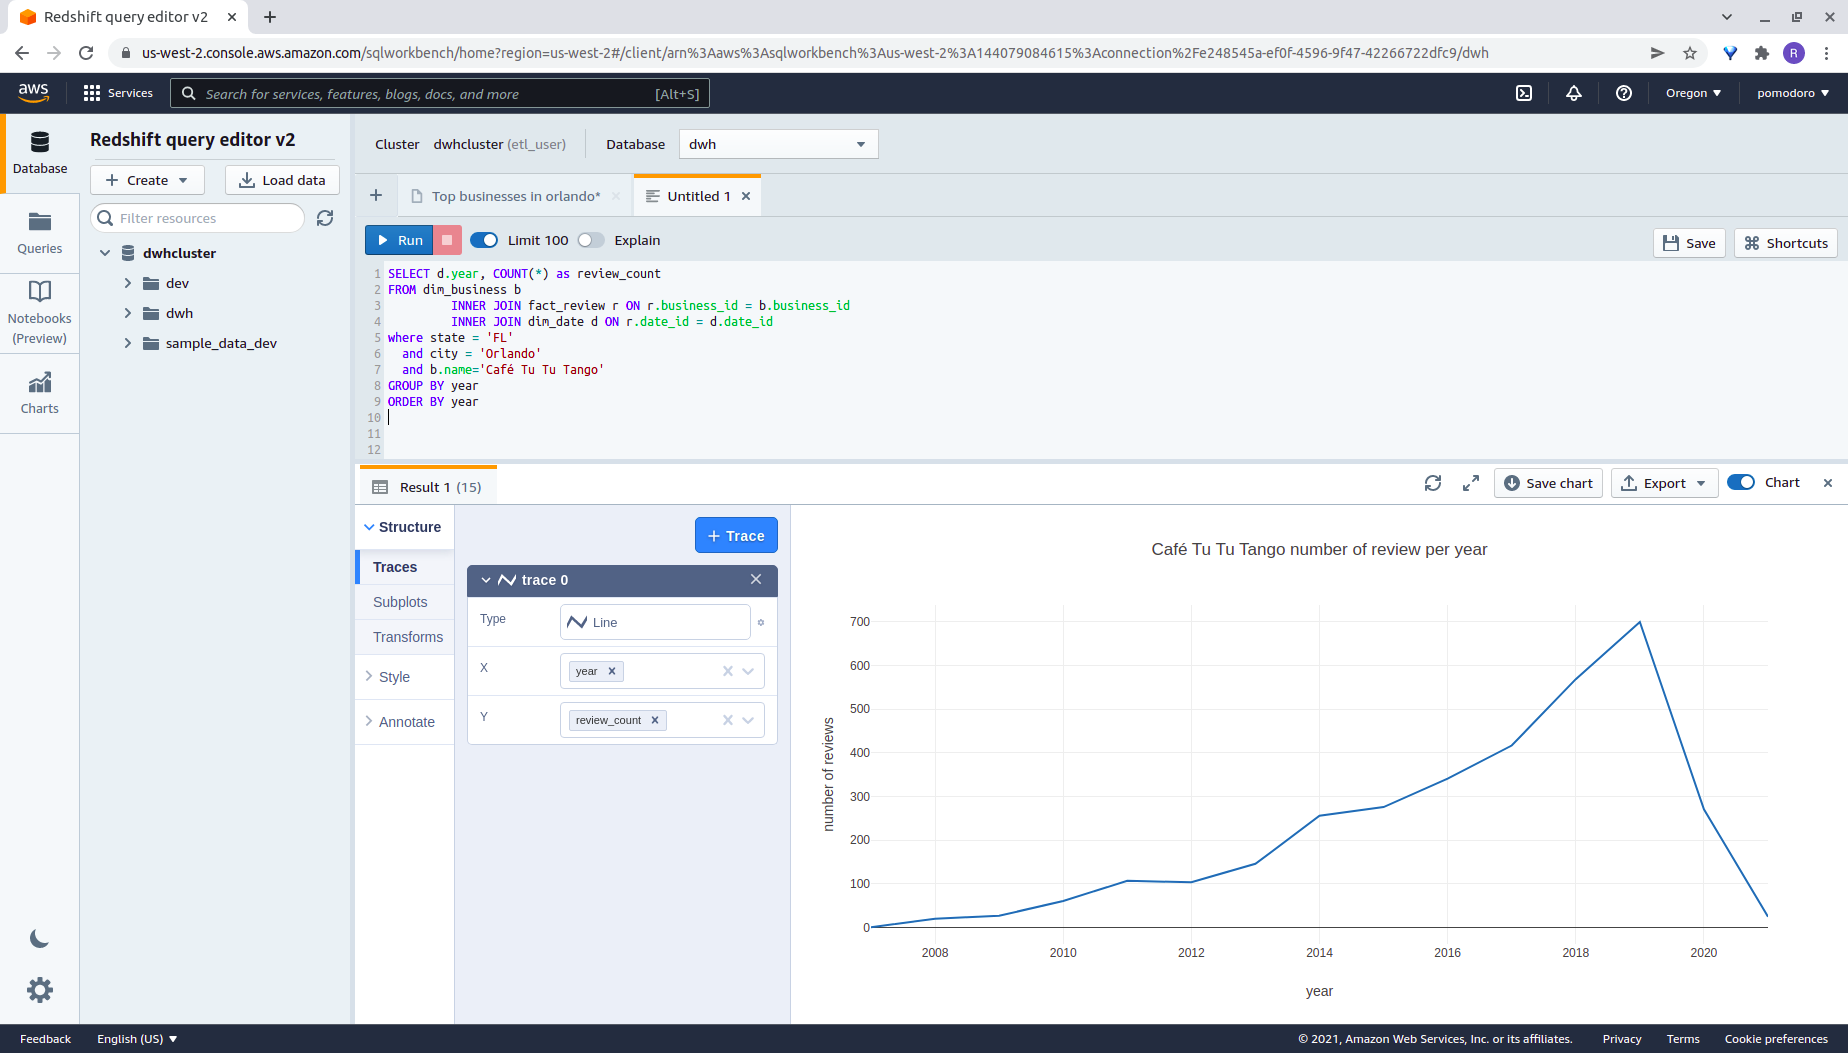 Redshift query editor v2
us-west-2.console.aws.amazon.com/sqlworkbench/home?region=us-west-2#/client/arn%3Aaws%3Asqlworkbench%3Aus-west-2%3A144079084615%3Aconnection%2Fe248545a-ef0f-4596-9f47-42266722dfc9/dwh
R
aws
Services
Search for services, features, blogs, docs, and more
[Alt+S]
Oregon
pomodoro
Database
Queries
Notebooks
(Preview)
Charts
Redshift query editor v2
Create
Load data
Filter resources
dwhcluster
dev
dwh
sample_data_dev
Cluster dwhcluster (etl_user)
Database dwh
Top businesses in orlando*
Untitled 1
Run
Limit 100
Explain
Save
Shortcuts
1 SELECT d.year, COUNT(*) as review_count
2 FROM dim_business b
3 INNER JOIN fact_review r ON r.business_id = b.business_id
4 INNER JOIN dim_date d ON r.date_id = d.date_id
5 where state = 'FL'
6 and city = 'Orlando'
7 and b.name='Café Tu Tu Tango'
8 GROUP BY year
9 ORDER BY year
10
11
12
Result 1 (15)
Save chart
Export
Chart
Structure
Traces
Subplots
Transforms
Style
Annotate
Trace
trace 0
Type Line
X year
Y review_count
Café Tu Tu Tango number of review per year
700
600
500
400
300
200
100
0
number of reviews
2008 2010 2012 2014 2016 2018 2020
year
Feedback
English (US)
© 2021, Amazon Web Services, Inc. or its affiliates.
Privacy
Terms
Cookie preferences